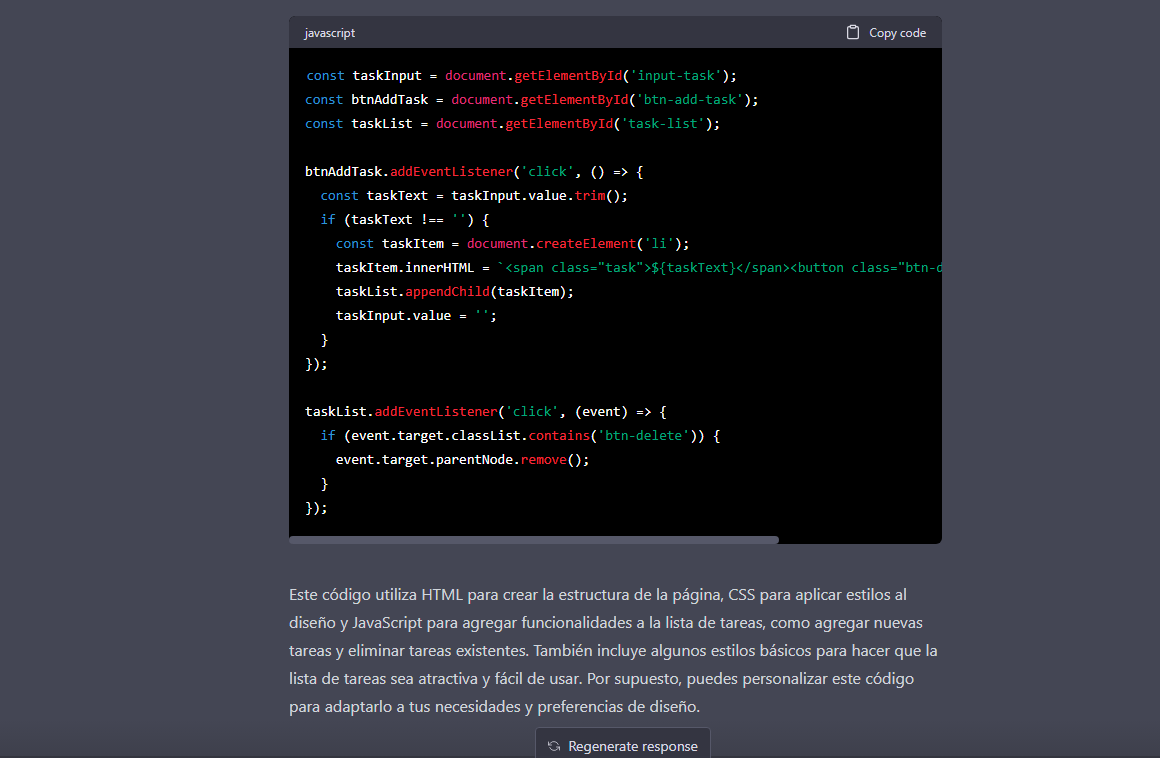 javascript
Copy code
const taskInput = document.getElementById('input-task');
const btnAddTask = document.getElementById('btn-add-task');
const taskList = document.getElementById('task-list');
btnAddTask.addEventListener('click', () => {
  const taskText = taskInput.value.trim();
  if (taskText !== '') {
    const taskItem = document.createElement('li');
    taskItem.innerHTML = `<span class="task">${taskText}</span><button class="btn-d
    taskList.appendChild(taskItem);
    taskInput.value = '';
  }
});
taskList.addEventListener('click', (event) => {
  if (event.target.classList.contains('btn-delete')) {
    event.target.parentNode.remove();
  }
});
Este código utiliza HTML para crear la estructura de la página, CSS para aplicar estilos al
diseño y JavaScript para agregar funcionalidades a la lista de tareas, como agregar nuevas
tareas y eliminar tareas existentes. También incluye algunos estilos básicos para hacer que la
lista de tareas sea atractiva y fácil de usar. Por supuesto, puedes personalizar este código
para adaptarlo a tus necesidades y preferencias de diseño.
Regenerate response